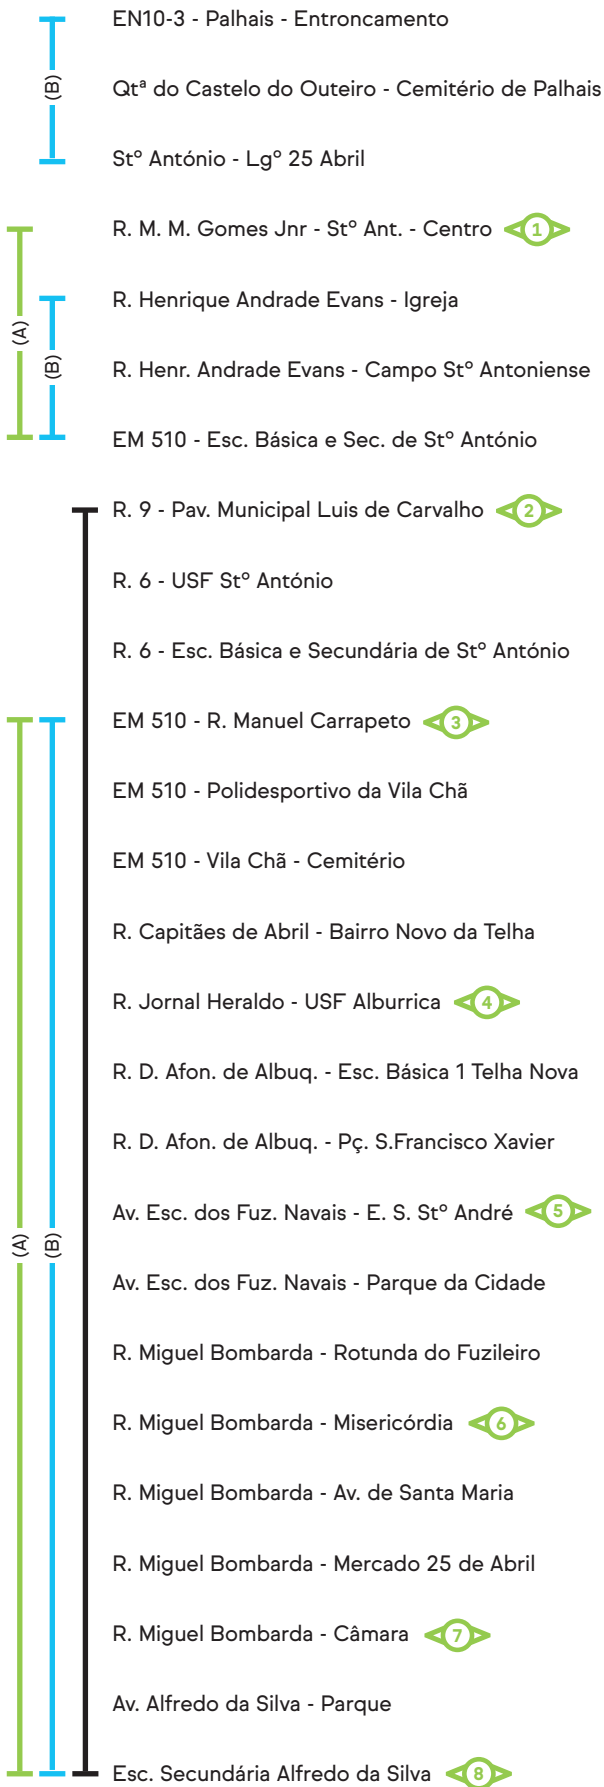 EN10-3 - Palhais - Entroncamento
(B)
Qtª do Castelo do Outeiro - Cemitério de Palhais
Stº António - Lgº 25 Abril
R. M. M. Gomes Jnr - Stº Ant. - Centro 1
R. Henrique Andrade Evans - Igreja
(A)
(B)
R. Henr. Andrade Evans - Campo Stº Antoniense
EM 510 - Esc. Básica e Sec. de Stº António
R. 9 - Pav. Municipal Luis de Carvalho 2
R. 6 - USF Stº António
R. 6 - Esc. Básica e Secundária de Stº António
EM 510 - R. Manuel Carrapeto 3
EM 510 - Polidesportivo da Vila Chã
EM 510 - Vila Chã - Cemitério
R. Capitães de Abril - Bairro Novo da Telha
R. Jornal Heraldo - USF Alburrica 4
R. D. Afon. de Albuq. - Esc. Básica 1 Telha Nova
R. D. Afon. de Albuq. - Pç. S.Francisco Xavier
Av. Esc. dos Fuz. Navais - E. S. Stº André 5
(A) (B)
Av. Esc. dos Fuz. Navais - Parque da Cidade
R. Miguel Bombarda - Rotunda do Fuzileiro
R. Miguel Bombarda - Misericórdia 6
R. Miguel Bombarda - Av. de Santa Maria
R. Miguel Bombarda - Mercado 25 de Abril
R. Miguel Bombarda - Câmara 7
Av. Alfredo da Silva - Parque
Esc. Secundária Alfredo da Silva 8